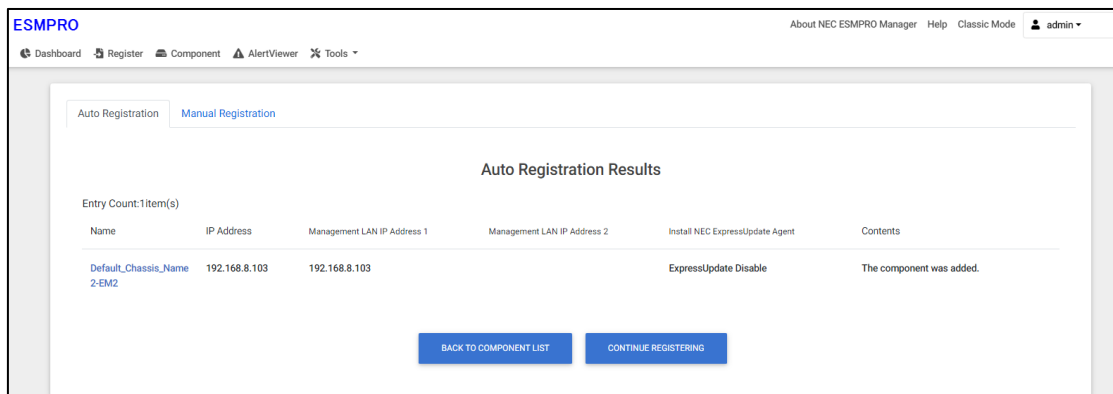 ESMPRO
About NEC ESMPRO Manager Help Classic Mode admin
Dashboard Register Component AlertViewer Tools
Auto Registration Manual Registration
Auto Registration Results
Entry Count:1item(s)
Name IP Address Management LAN IP Address 1 Management LAN IP Address 2 Install NEC ExpressUpdate Agent Contents
Default_Chassis_Name 192.168.8.103 192.168.8.103 ExpressUpdate Disable The component was added.
2-EM2
BACK TO COMPONENT LIST CONTINUE REGISTERING